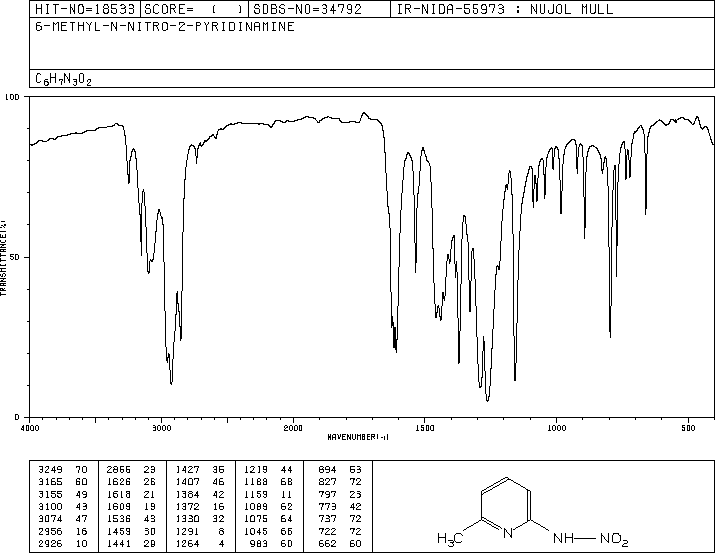 HIT-NO=18533 SCORE= ( ) SDBS-NO=34792 IR-NIDA-55973 : NUJOL MULL
6-METHYL-N-NITRO-2-PYRIDINAMINE
C6H7N3O2
100
50
0
TRANSMITTANCE(%)
4000 3000 2000 1500 1000 500
WAVENUMBER(-1)
3249 70 2866 23 1427 35 1219 44 894 53
3165 60 1626 26 1407 46 1188 68 827 72
3155 49 1618 21 1384 42 1159 11 797 23
3100 43 1609 19 1372 16 1089 62 773 42
3074 47 1536 43 1330 32 1075 64 737 72
2956 16 1459 30 1291 8 1045 66 722 72
2926 10 1441 29 1264 4 983 60 662 60
H3C N NH NO2